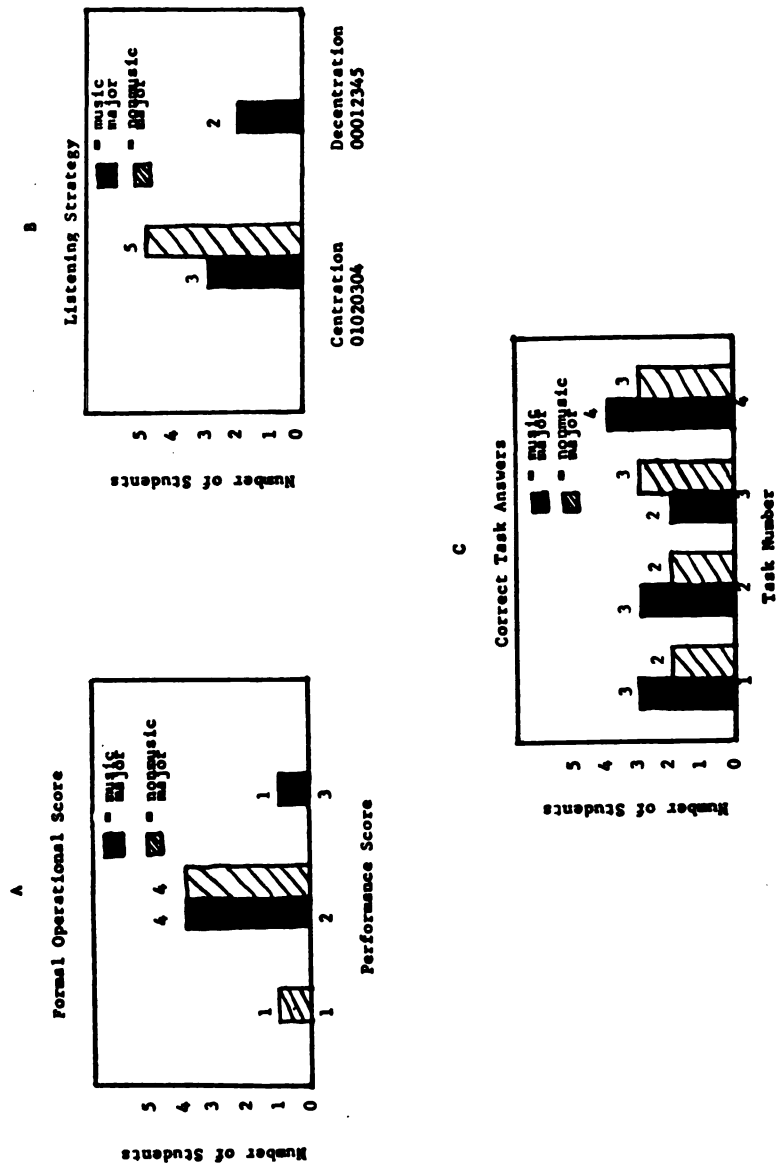 A
Formal Operational Score
= music
major
= nonmusic
major
Number of Students
5
4
3
2
1
0
1
4 4
1
1 2 3
Performance Score
B
Listening Strategy
= music
major
= nonmusic
major
Number of Students
5
4
3
2
1
0
3
5
2
Centration Decentration
01020304 00012345
C
Correct Task Answers
= music
major
= nonmusic
major
Number of Students
5
4
3
2
1
0
3 2
3 2
2 3
4 3
1 2 3 4
Task Number